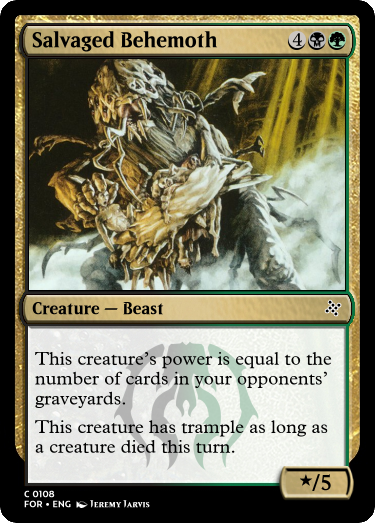 Salvaged Behemoth 4
Creature — Beast
This creature's power is equal to the
number of cards in your opponents'
graveyards.
This creature has trample as long as
a creature died this turn.
★/5
C 0108
FOR • ENG Jeremy Jarvis